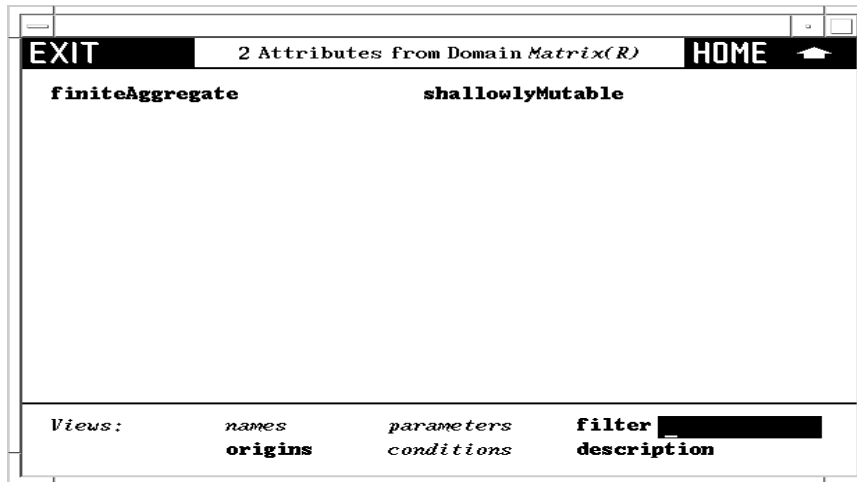 EXIT 2 Attributes from Domain Matrix(R) HOME
finiteAggregate shallowlyMutable
Views: names parameters filter
origins conditions description